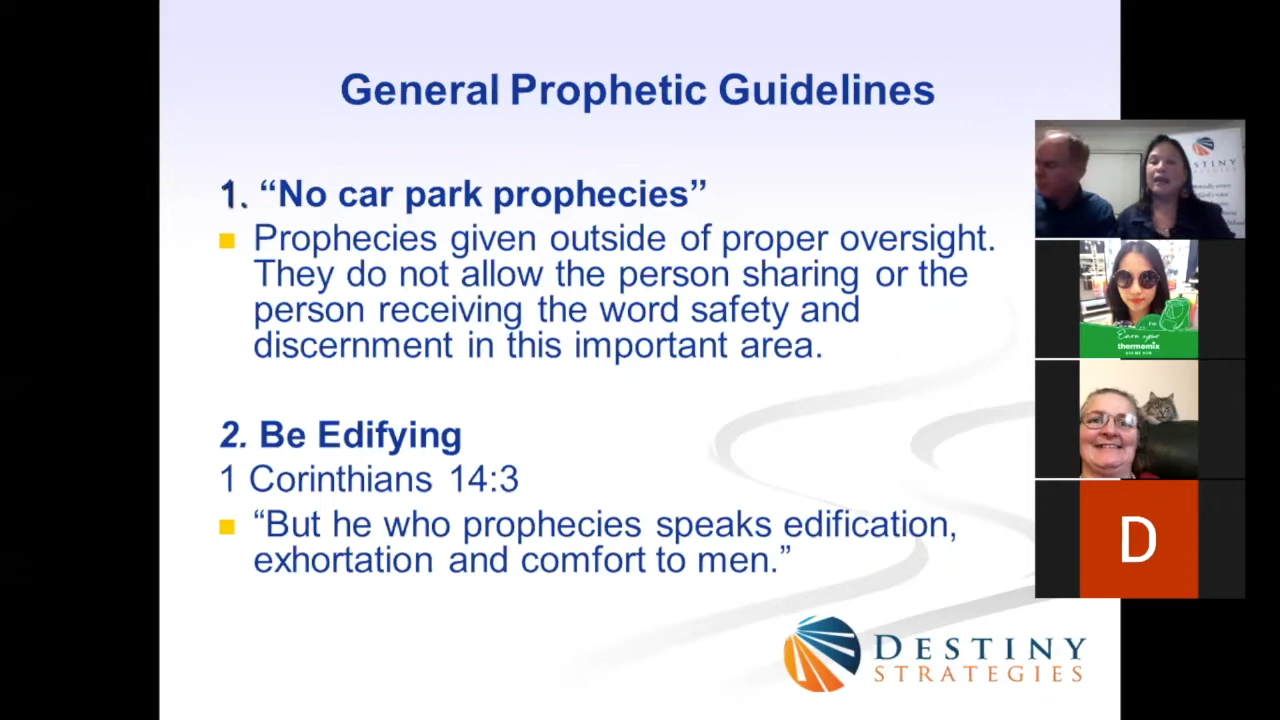 General Prophetic Guidelines
1. “No car park prophecies”
Prophecies given outside of proper oversight.
They do not allow the person sharing or the
person receiving the word safety and
discernment in this important area.
2. Be Edifying
1 Corinthians 14:3
“But he who prophecies speaks edification,
exhortation and comfort to men.”
DESTINY
STRATEGIES
thermomix
D